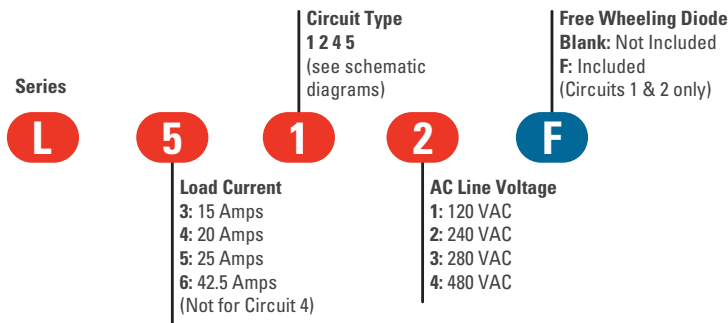 Series
L
5
1
2
F
Circuit Type
1 2 4 5
(see schematic
diagrams)
Free Wheeling Diode
Blank: Not Included
F: Included
(Circuits 1 & 2 only)
Load Current
3: 15 Amps
4: 20 Amps
5: 25 Amps
6: 42.5 Amps
(Not for Circuit 4)
AC Line Voltage
1: 120 VAC
2: 240 VAC
3: 280 VAC
4: 480 VAC